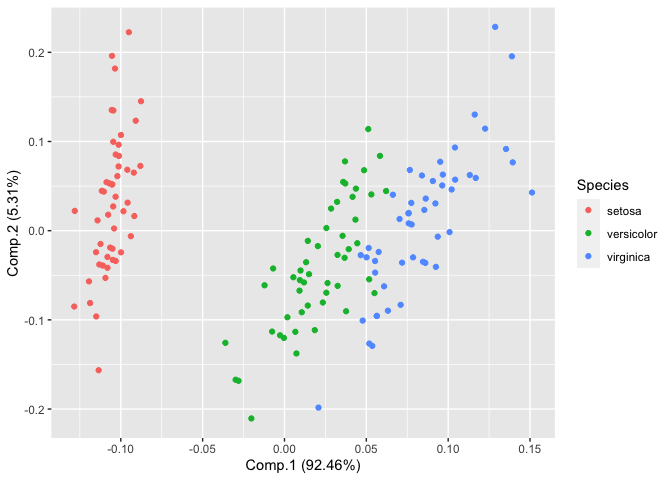 0.2
0.1
0.0
-0.1
-0.2
Comp.2 (5.31%)
-0.10
-0.05
0.00
0.05
0.10
0.15
Comp.1 (92.46%)
Species
setosa
versicolor
virginica